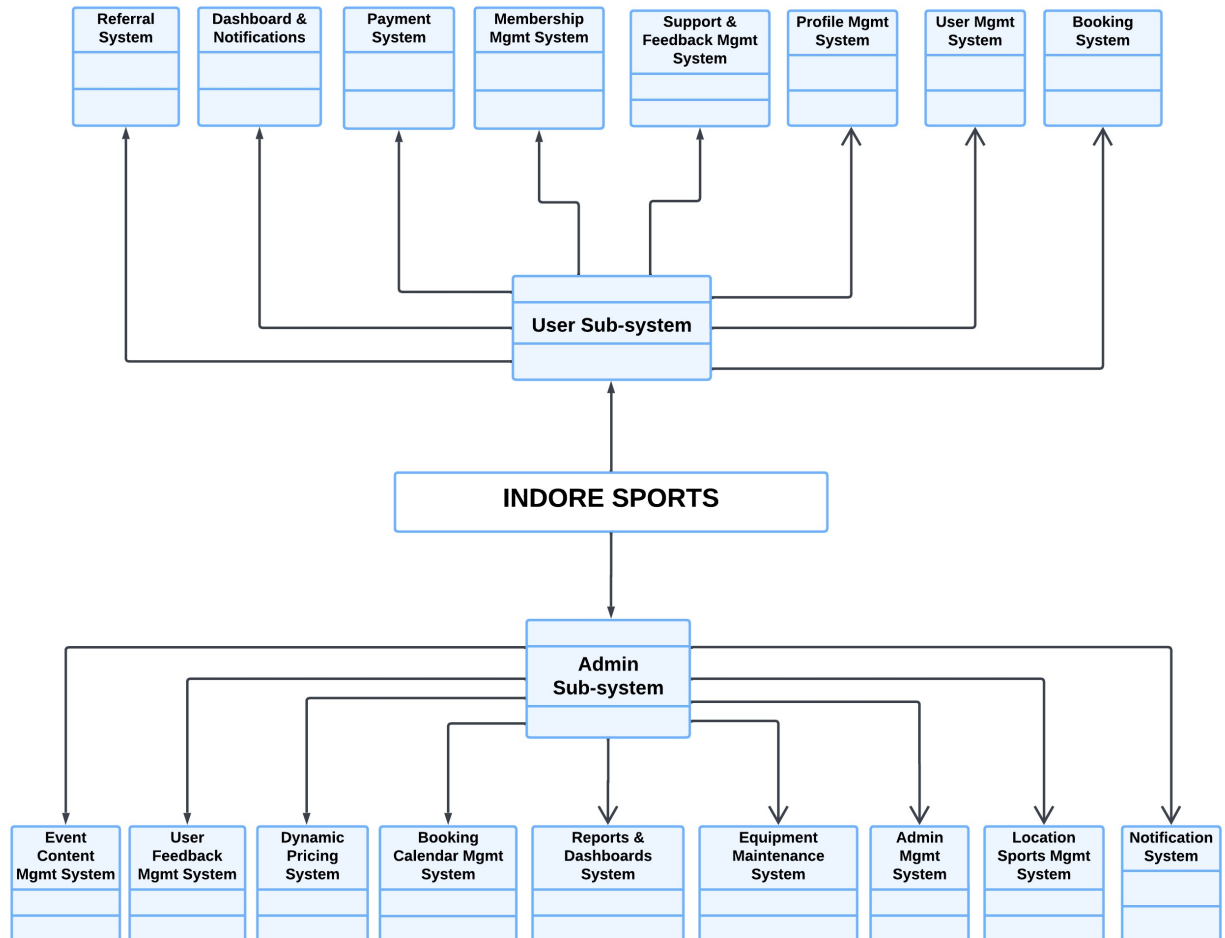 Referral
System
Dashboard &
Notifications
Payment
System
Membership
Mgmt System
Support &
Feedback Mgmt
System
Profile Mgmt
System
User Mgmt
System
Booking
System
User Sub-system
INDORE SPORTS
Admin
Sub-system
Event
Content
Mgmt System
User
Feedback
Mgmt System
Dynamic
Pricing
System
Booking
Calendar Mgmt
System
Reports &
Dashboards
System
Equipment
Maintenance
System
Admin
Mgmt
System
Location
Sports Mgmt
System
Notification
System